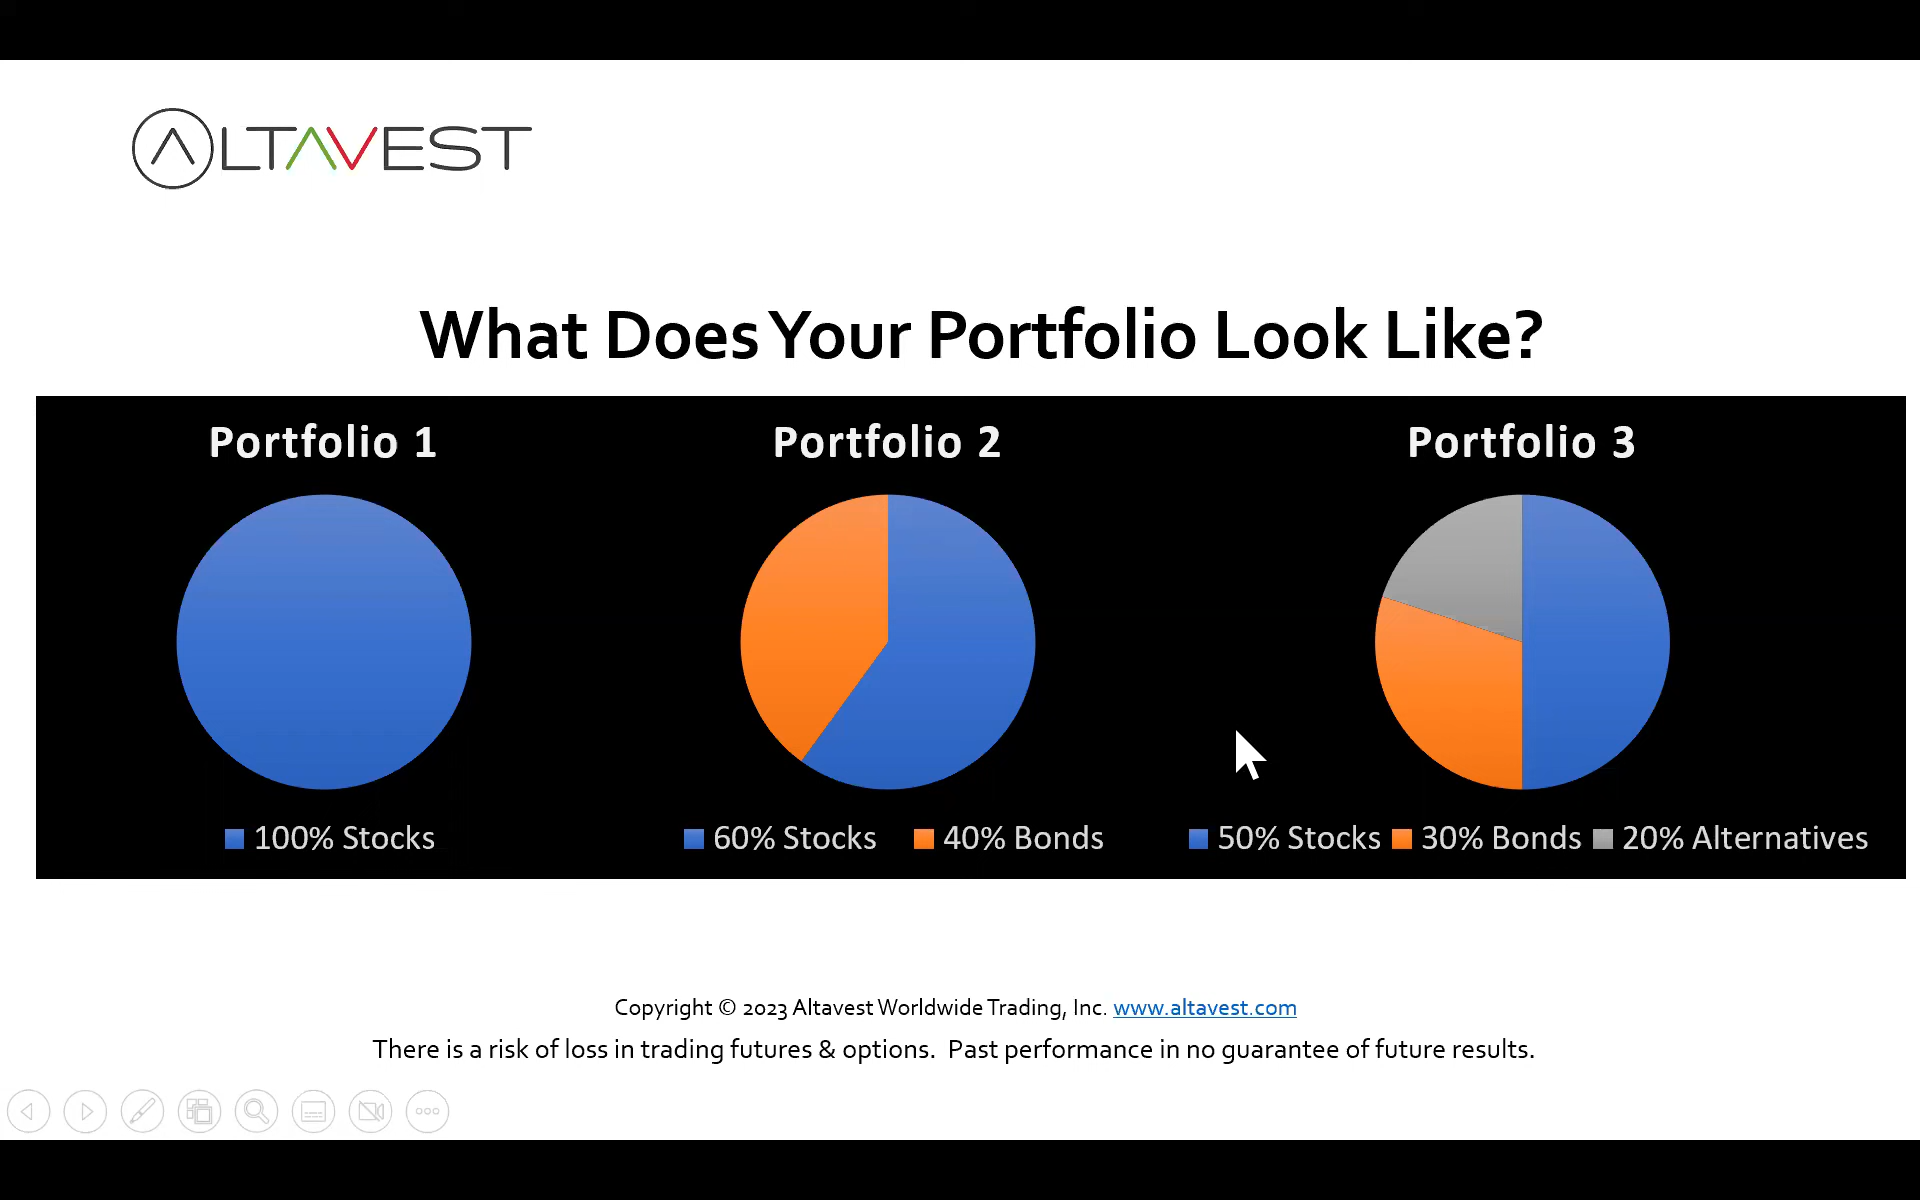 ALTAVEST
What Does Your Portfolio Look Like?
Portfolio 1
Portfolio 2
Portfolio 3
100% Stocks
60% Stocks 40% Bonds
50% Stocks 30% Bonds 20% Alternatives
Copyright © 2023 Altavest Worldwide Trading, Inc. www.altavest.com
There is a risk of loss in trading futures & options. Past performance in no guarantee of future results.